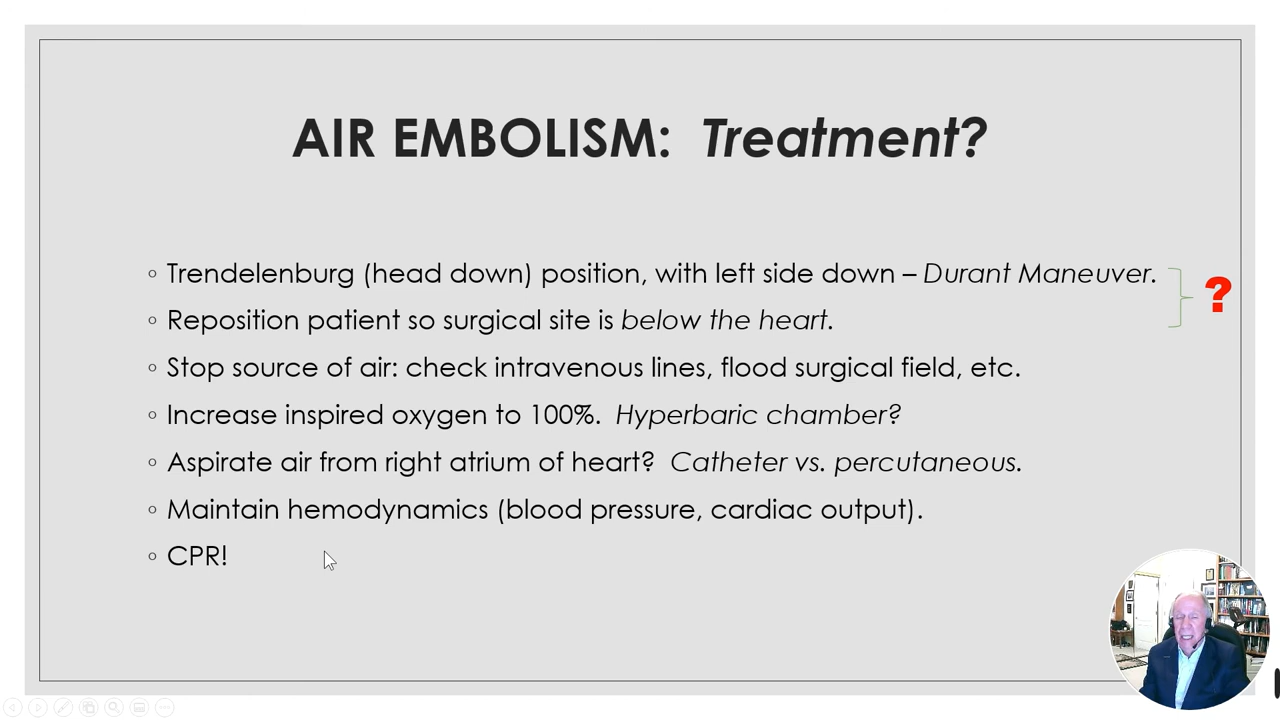 AIR EMBOLISM: Treatment?
◦ Trendelenburg (head down) position, with left side down – Durant Maneuver.
?
◦ Reposition patient so surgical site is below the heart.
◦ Stop source of air: check intravenous lines, flood surgical field, etc.
◦ Increase inspired oxygen to 100%. Hyperbaric chamber?
◦ Aspirate air from right atrium of heart? Catheter vs. percutaneous.
◦ Maintain hemodynamics (blood pressure, cardiac output).
◦ CPR!